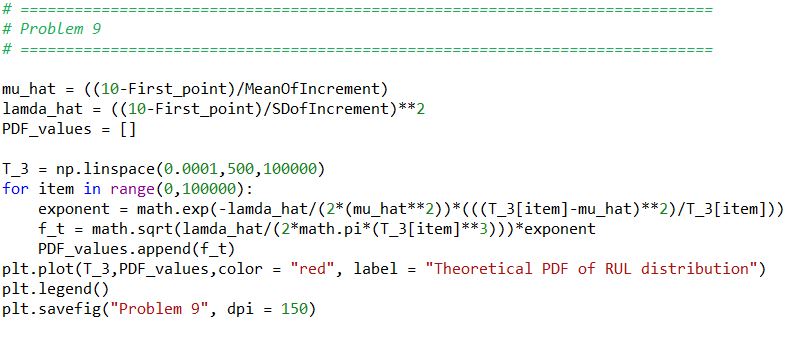 # =============================================================================
# Problem 9
# =============================================================================
mu_hat = ((10-First_point)/MeanOfIncrement)
lamda_hat = ((10-First_point)/SDofIncrement)**2
PDF_values = []
T_3 = np.linspace(0.0001,500,100000)
for item in range(0,100000):
    exponent = math.exp(-lamda_hat/(2*(mu_hat**2))*(((T_3[item]-mu_hat)**2)/T_3[item]))
    f_t = math.sqrt(lamda_hat/(2*math.pi*(T_3[item]**3)))*exponent
    PDF_values.append(f_t)
plt.plot(T_3,PDF_values,color = "red", label = "Theoretical PDF of RUL distribution")
plt.legend()
plt.savefig("Problem 9", dpi = 150)